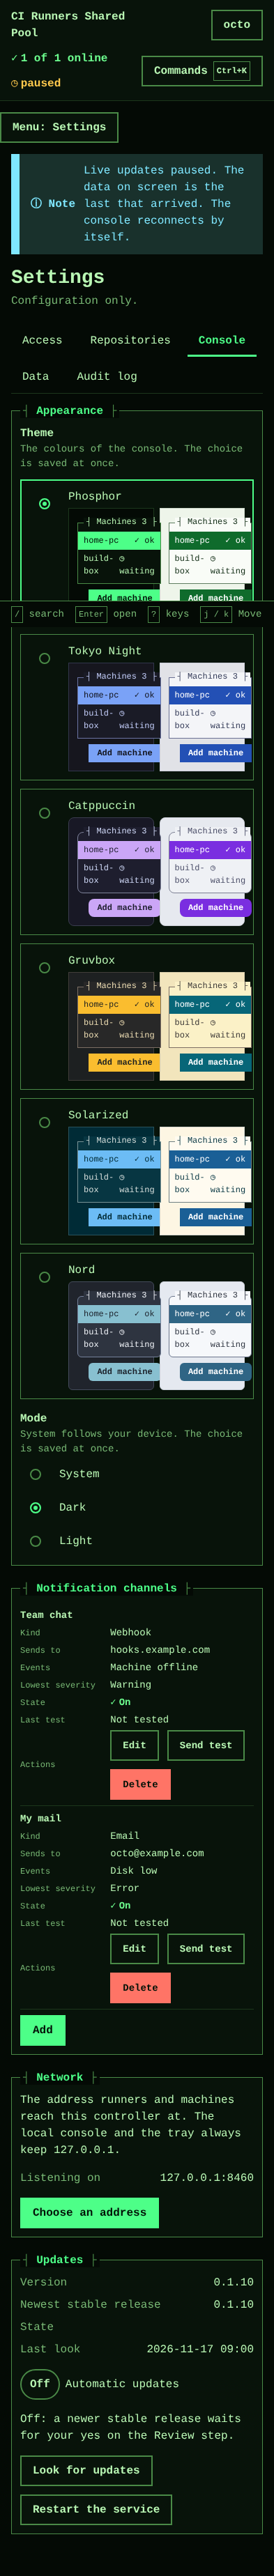 CI Runners Shared
Pool
octo
✓ 1 of 1 online
◷ paused
Commands Ctrl+K
Menu: Settings
ⓘ Note
Live updates paused. The
data on screen is the
last that arrived. The
console reconnects by
itself.
Settings
Configuration only.
Access Repositories Console
Data Audit log
Appearance
Theme
The colours of the console. The choice
is saved at once.
Phosphor
Machines 3 Machines 3
home-pc ✓ ok home-pc ✓ ok
build- ◷ build- ◷
box waiting box waiting
Add machine Add machine
/ search Enter open ? keys j / k Move
Tokyo Night
Machines 3 Machines 3
home-pc ✓ ok home-pc ✓ ok
build- ◷ build- ◷
box waiting box waiting
Add machine Add machine
Catppuccin
Machines 3 Machines 3
home-pc ✓ ok home-pc ✓ ok
build- ◷ build- ◷
box waiting box waiting
Add machine Add machine
Gruvbox
Machines 3 Machines 3
home-pc ✓ ok home-pc ✓ ok
build- ◷ build- ◷
box waiting box waiting
Add machine Add machine
Solarized
Machines 3 Machines 3
home-pc ✓ ok home-pc ✓ ok
build- ◷ build- ◷
box waiting box waiting
Add machine Add machine
Nord
Machines 3 Machines 3
home-pc ✓ ok home-pc ✓ ok
build- ◷ build- ◷
box waiting box waiting
Add machine Add machine
Mode
System follows your device. The choice
is saved at once.
System
Dark
Light
Notification channels
Team chat
Kind Webhook
Sends to hooks.example.com
Events Machine offline
Lowest severity Warning
State ✓ On
Last test Not tested
Actions Edit Send test
Delete
My mail
Kind Email
Sends to octo@example.com
Events Disk low
Lowest severity Error
State ✓ On
Last test Not tested
Actions Edit Send test
Delete
Add
Network
The address runners and machines
reach this controller at. The
local console and the tray always
keep 127.0.0.1.
Listening on 127.0.0.1:8460
Choose an address
Updates
Version 0.1.10
Newest stable release 0.1.10
State
Last look 2026-11-17 09:00
Off Automatic updates
Off: a newer stable release waits
for your yes on the Review step.
Look for updates
Restart the service